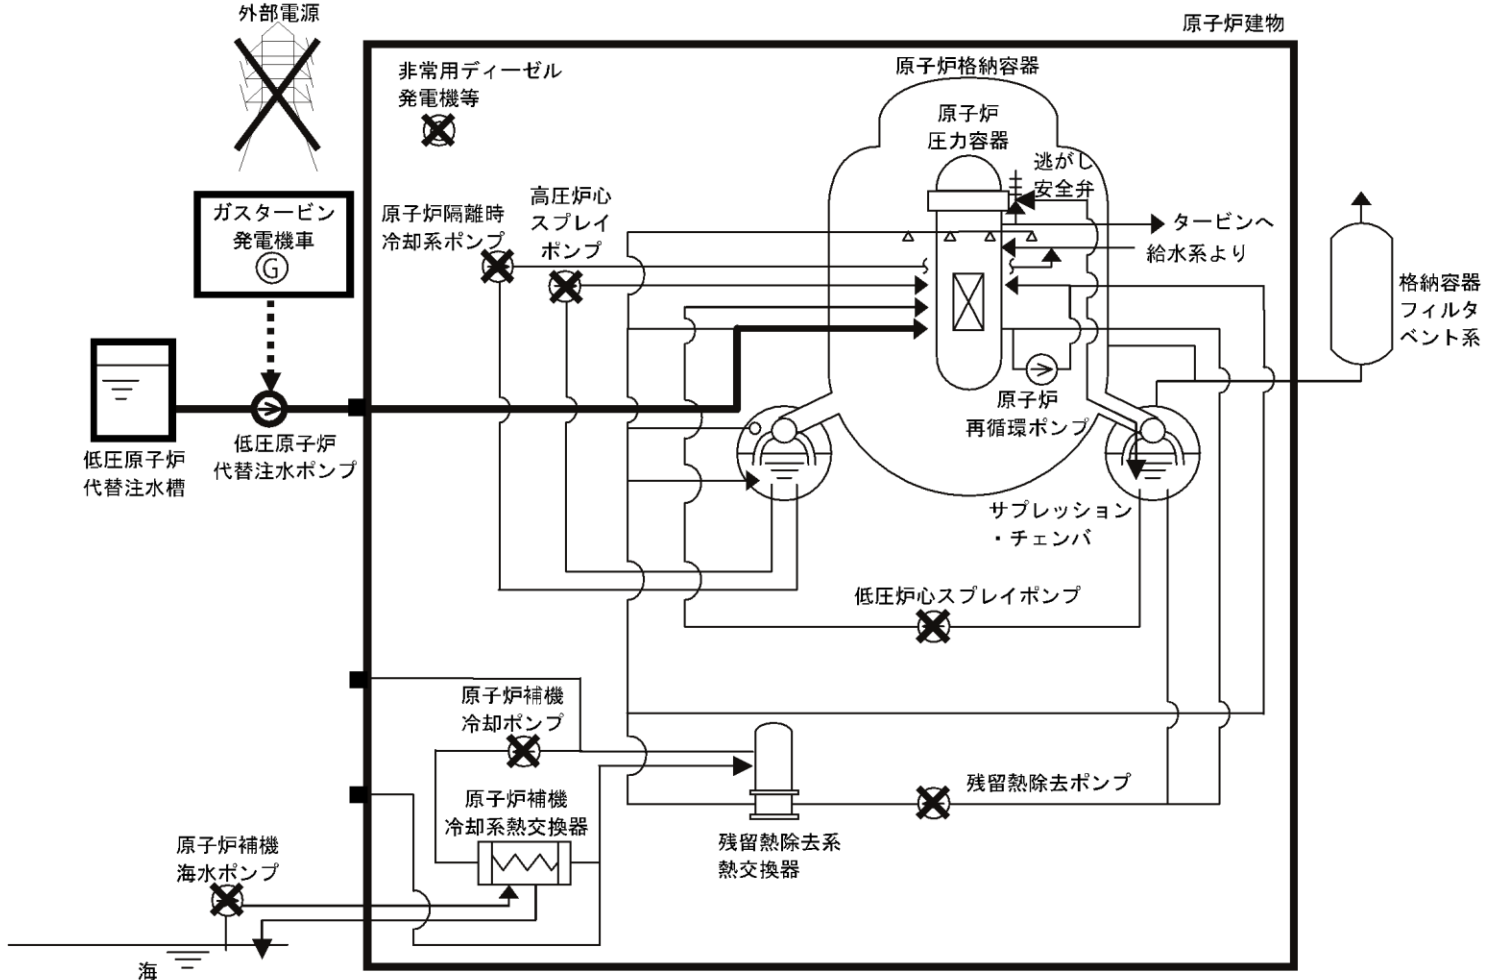 外部電源
原子炉建物
非常用ディーゼル
発電機等
原子炉格納容器
原子炉
圧力容器
逃がし
安全弁
ガスタービン
発電機車
G
原子炉隔離時
冷却系ポンプ
高圧炉心
スプレイ
ポンプ
タービンへ
給水系より
格納容器
フィルタ
ベント系
低圧原子炉
代替注水槽
低圧原子炉
代替注水ポンプ
原子炉
再循環ポンプ
サプレッション
・チェンバ
低圧炉心スプレイポンプ
原子炉補機
冷却ポンプ
残留熱除去ポンプ
原子炉補機
冷却系熱交換器
残留熱除去系
熱交換器
原子炉補機
海水ポンプ
海